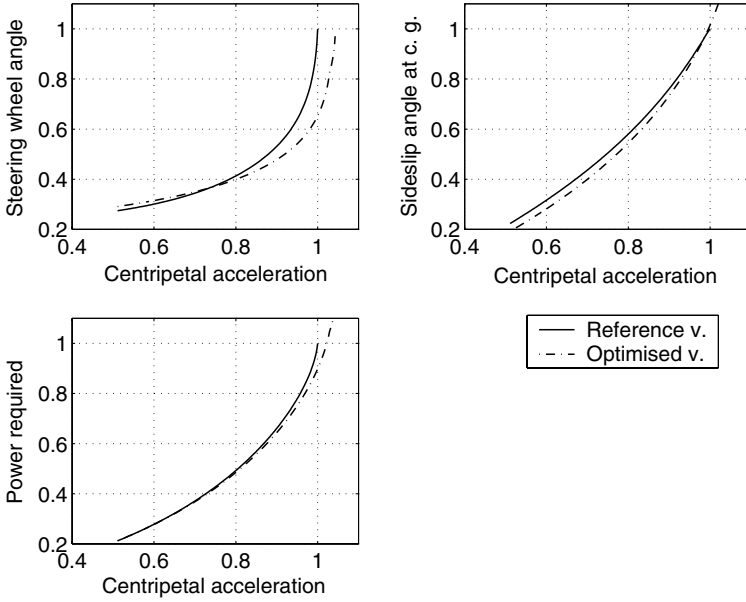 Steering wheel angle
1
0.8
0.6
0.4
0.2
0.4 0.6 0.8 1
Centripetal acceleration
Sideslip angle at c. g.
1
0.8
0.6
0.4
0.2
0.4 0.6 0.8 1
Centripetal acceleration
Power required
1
0.8
0.6
0.4
0.2
0.4 0.6 0.8 1
Centripetal acceleration
Reference v.
Optimised v.